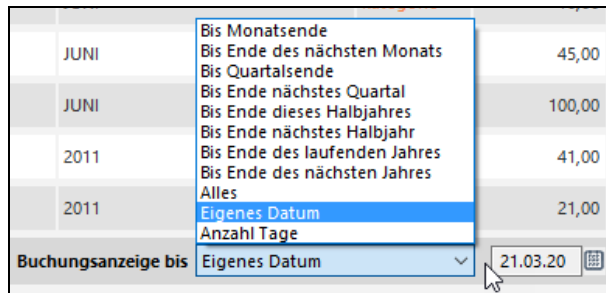 Bis Monatsende
Bis Ende des nächsten Monats
JUNI 45,00
Bis Quartalsende
Bis Ende nächstes Quartal
Bis Ende dieses Halbjahres
JUNI 100,00
Bis Ende nächstes Halbjahr
Bis Ende des laufenden Jahres
2011 41,00
Bis Ende des nächsten Jahres
Alles
Eigenes Datum
2011 21,00
Anzahl Tage
Buchungsanzeige bis Eigenes Datum 21.03.20